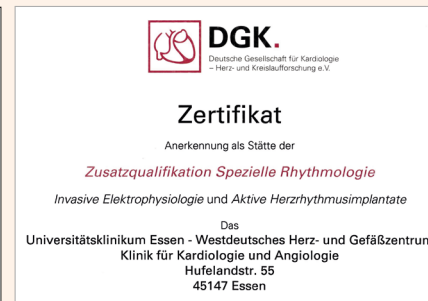 DGK.
Deutsche Gesellschaft für Kardiologie
– Herz- und Kreislaufforschung e.V.
Zertifikat
Anerkennung als Stätte der
Zusatzqualifikation Spezielle Rhythmologie
Invasive Elektrophysiologie und Aktive Herzrhythmusimplantate
Das
Universitätsklinikum Essen - Westdeutsches Herz- und Gefäßzentrum
Klinik für Kardiologie und Angiologie
Hufelandstr. 55
45147 Essen